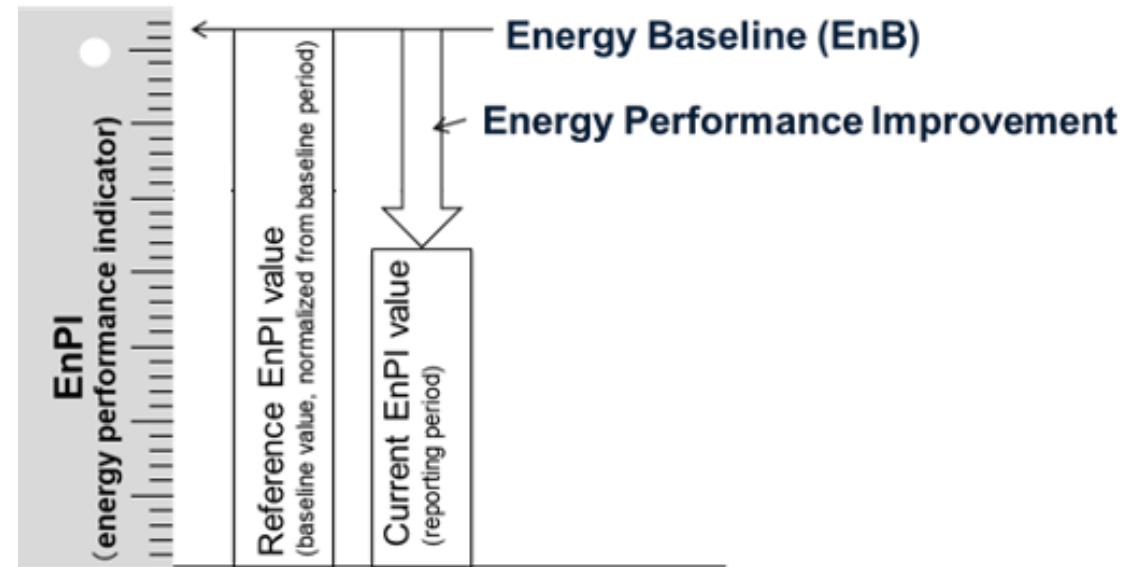 Energy Baseline (EnB)
Energy Performance Improvement
EnPI
(energy performance indicator)
Reference EnPI value
(baseline value, normalized from baseline period)
Current EnPI value
(reporting period)